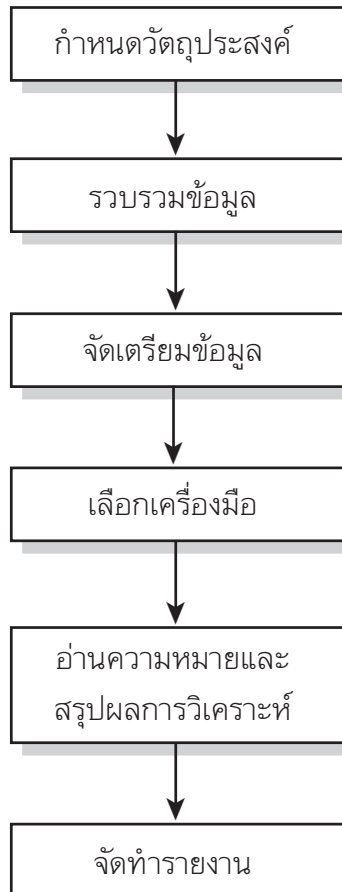 กำหนดวัตถุประสงค์
รวบรวมข้อมูล
จัดเตรียมข้อมูล
เลือกเครื่องมือ
อ่านความหมายและ
สรุปผลการวิเคราะห์
จัดทำรายงาน